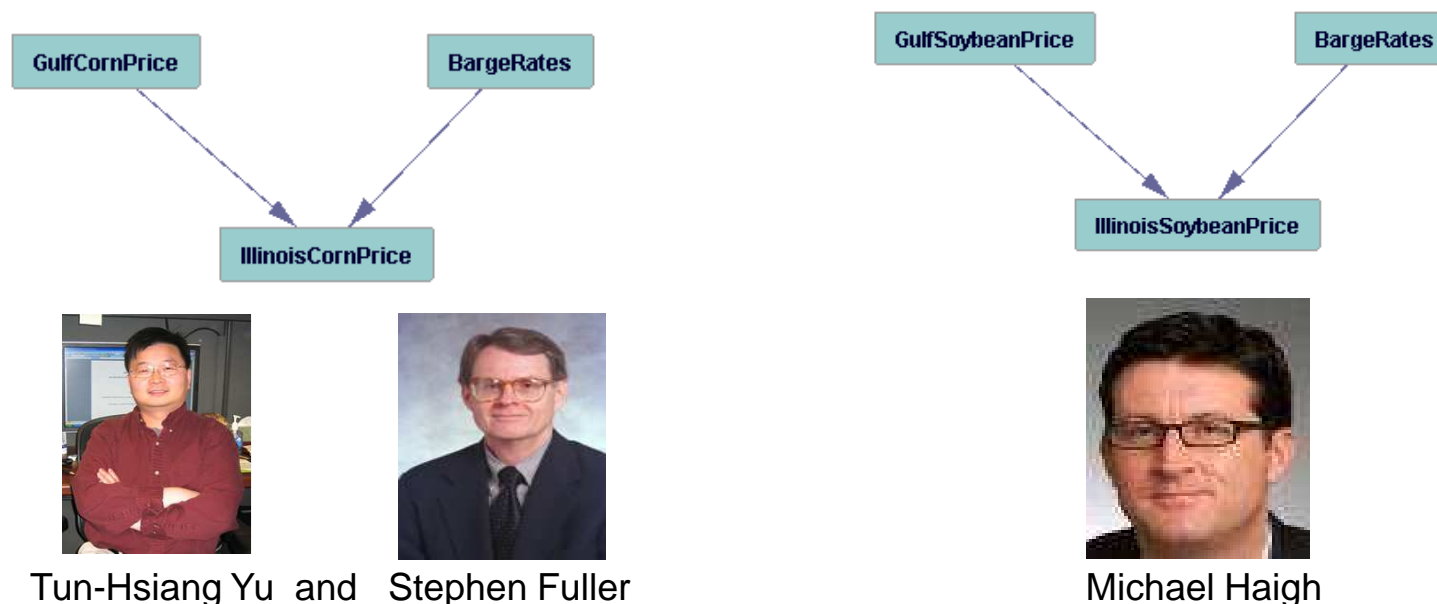 GulfCornPrice
BargeRates
IllinoisCornPrice
GulfSoybeanPrice
BargeRates
IllinoisSoybeanPrice
Tun-Hsiang Yu and Stephen Fuller
Michael Haigh